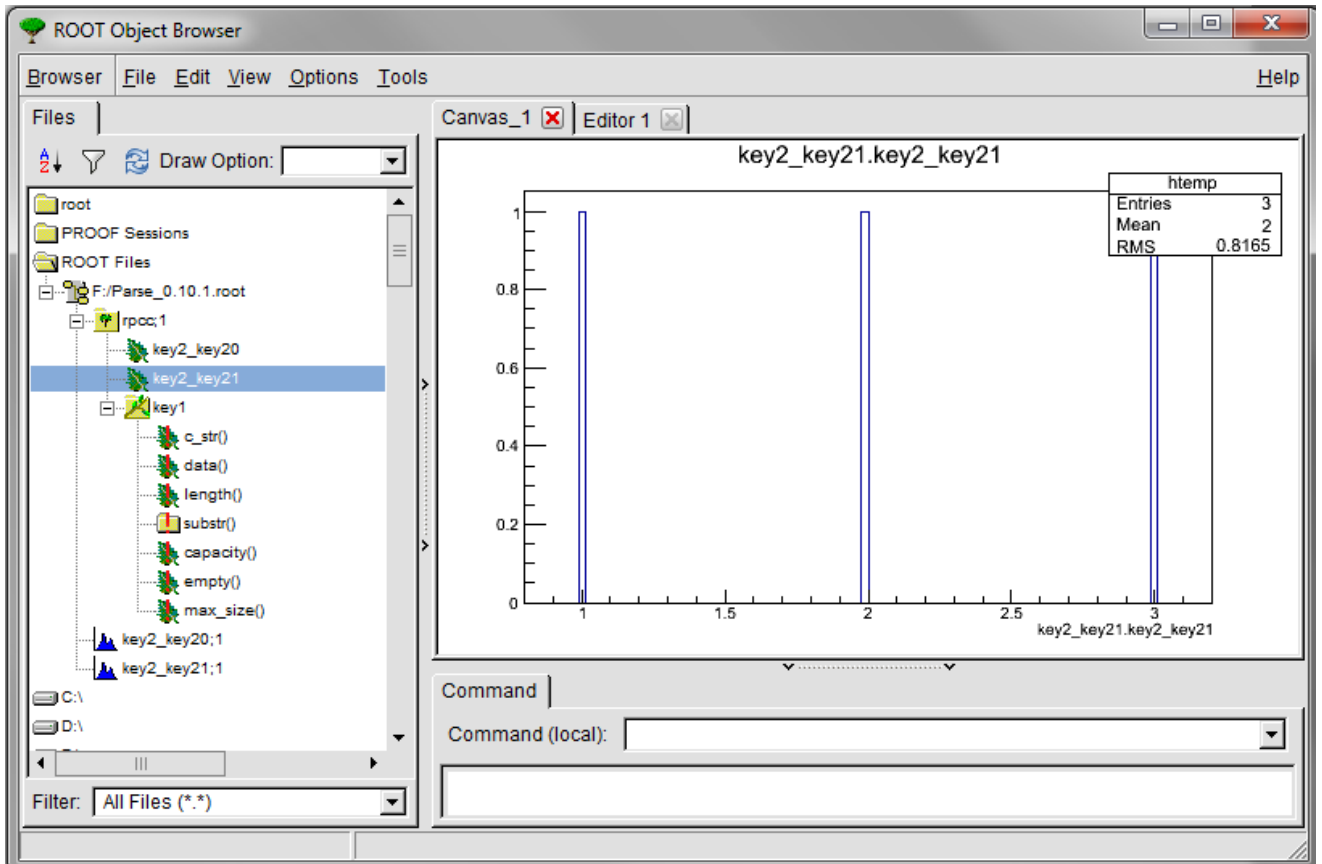 ROOT Object Browser
Browser File Edit View Options Tools Help
Files
Draw Option:
root
PROOF Sessions
ROOT Files
F:/Parse_0.10.1.root
rpcc;1
key2_key20
key2_key21
key1
c_str()
data()
length()
substr()
capacity()
empty()
max_size()
key2_key20;1
key2_key21;1
C:\
D:\
Filter: All Files (*.*)
Canvas_1 Editor 1
key2_key21.key2_key21
htemp
Entries 3
Mean 2
RMS 0.8165
1
0.8
0.6
0.4
0.2
0
1 1.5 2 2.5 3
key2_key21.key2_key21
Command
Command (local):